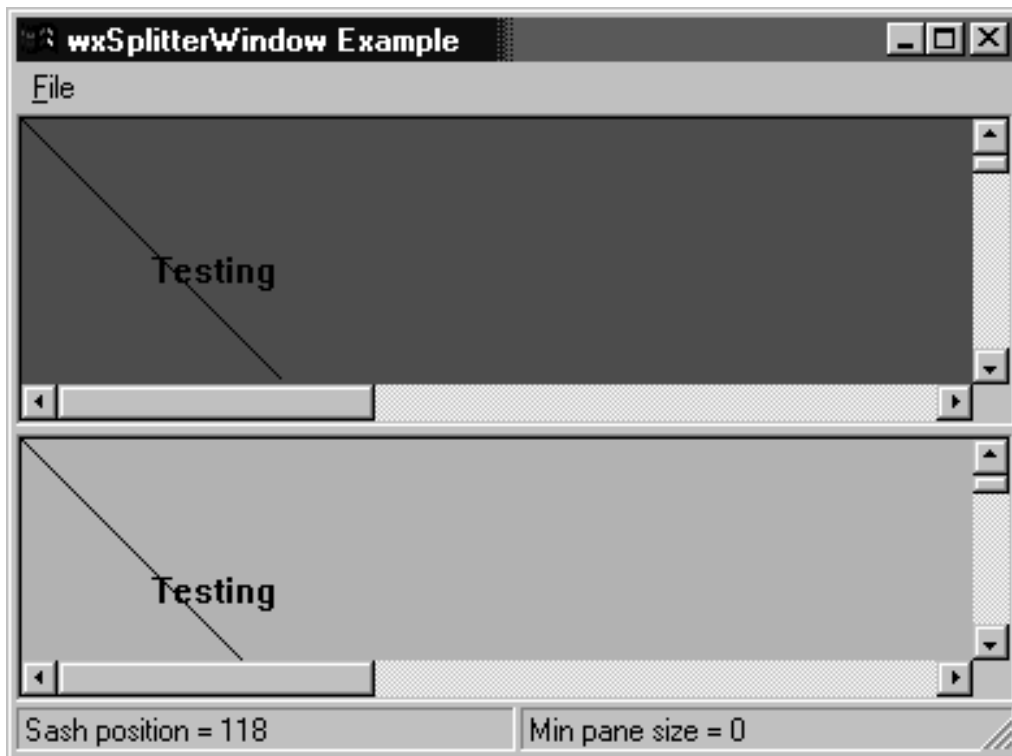 wxSplitterWindow Example
File
Testing
Testing
Sash position = 118
Min pane size = 0